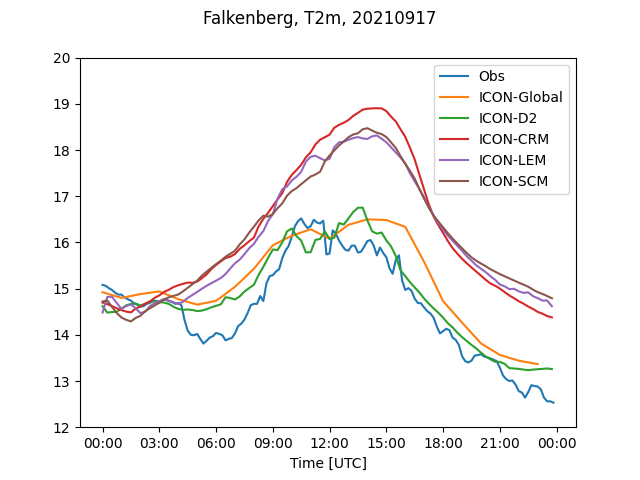 Falkenberg, T2m, 20210917
20
19
18
17
16
15
14
13
12
Obs
ICON-Global
ICON-D2
ICON-CRM
ICON-LEM
ICON-SCM
00:00 03:00 06:00 09:00 12:00 15:00 18:00 21:00 00:00
Time [UTC]